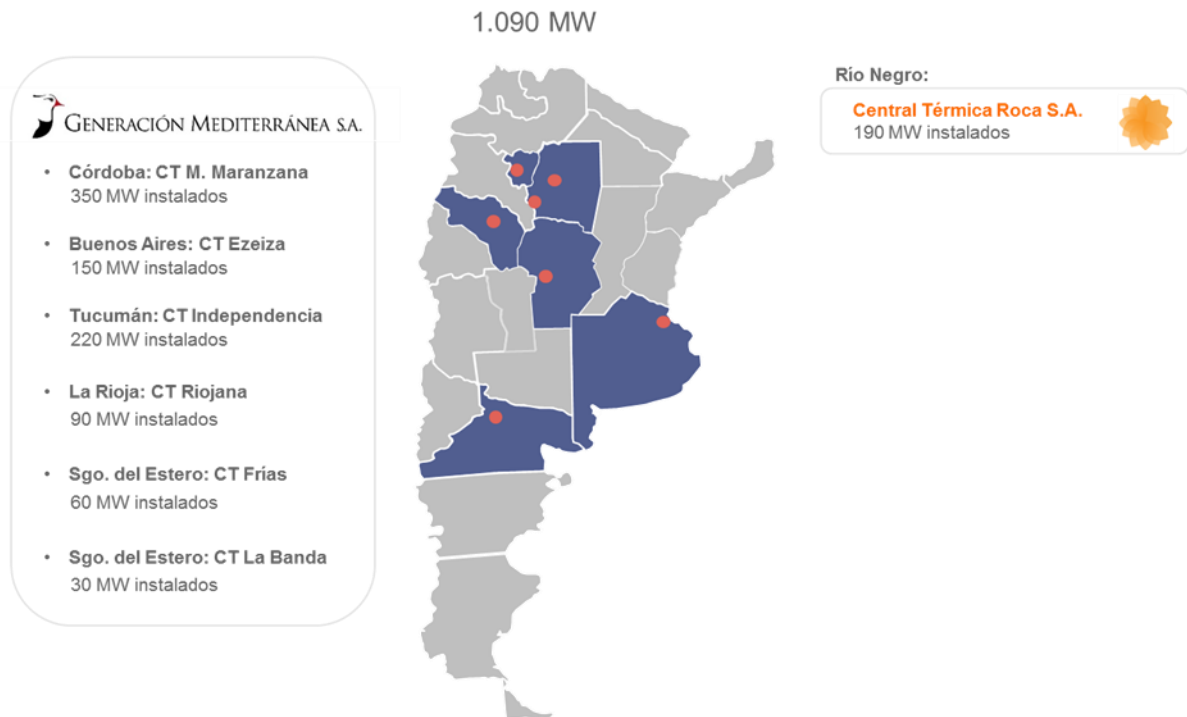 1.090 MW
GENERACIÓN MEDITERRÁNEA S.A.
• Córdoba: CT M. Maranzana
350 MW instalados
• Buenos Aires: CT Ezeiza
150 MW instalados
• Tucumán: CT Independencia
220 MW instalados
• La Rioja: CT Riojana
90 MW instalados
• Sgo. del Estero: CT Frías
60 MW instalados
• Sgo. del Estero: CT La Banda
30 MW instalados
Río Negro:
Central Térmica Roca S.A.
190 MW instalados